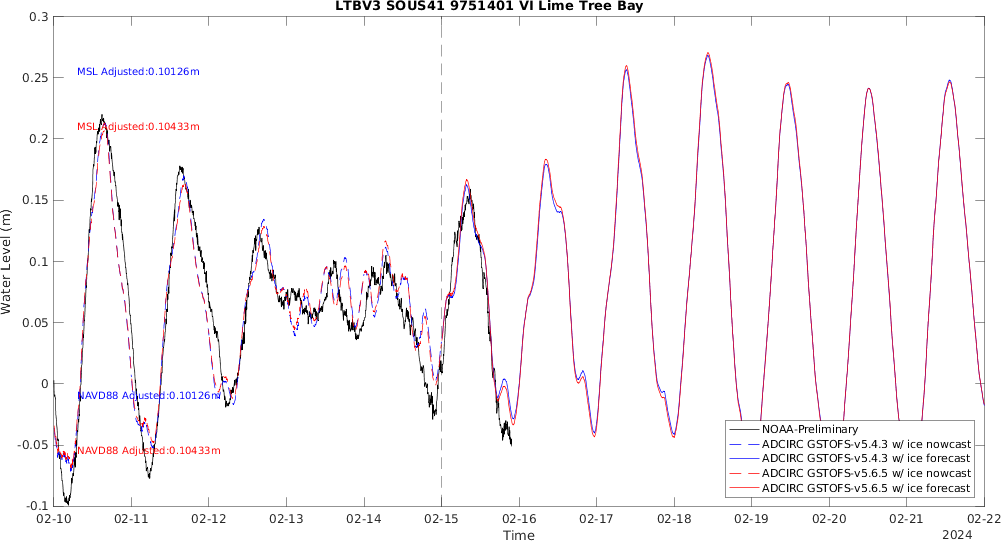 LTBV3 SOUS41 9751401 VI Lime Tree Bay
0.3
0.25
0.2
0.15
0.1
0.05
0
-0.05
-0.1
Water Level (m)
MSL Adjusted:0.10126m
MSL Adjusted:0.10433m
NAVD88 Adjusted:0.10126m
NAVD88 Adjusted:0.10433m
NOAA-Preliminary
ADCIRC GSTOFS-v5.4.3 w/ ice nowcast
ADCIRC GSTOFS-v5.4.3 w/ ice forecast
ADCIRC GSTOFS-v5.6.5 w/ ice nowcast
ADCIRC GSTOFS-v5.6.5 w/ ice forecast
02-10 02-11 02-12 02-13 02-14 02-15 02-16 02-17 02-18 02-19 02-20 02-21 02-22
Time
2024